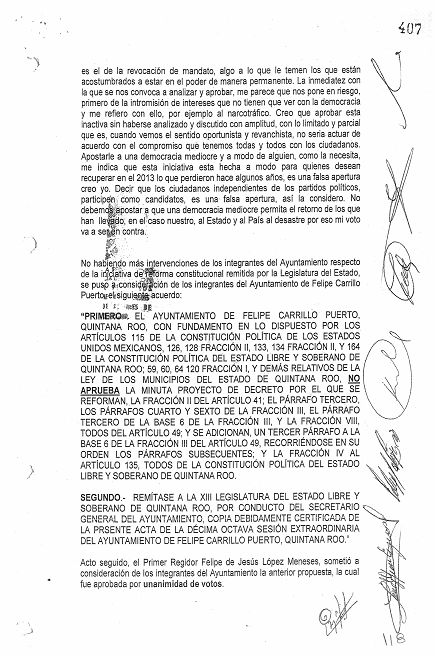 407
es el de la revocación de mandato, algo a lo que le temen los que están
acostumbrados a estar en el poder de manera permanente. La inmediatez con
la que se nos convoca a analizar y aprobar, me parece que nos pone en riesgo,
primero de la intromisión de intereses que no tienen que ver con la democracia
y me refiero con ello, por ejemplo al narcotráfico. Creo que aprobar esta
inactiva sin haberse analizado y discutido con amplitud, con lo limitado y parcial
que es, cuando vemos el sentido oportunista y revanchista, no seria actuar de
acuerdo con el compromiso que tenemos todas y todos con los ciudadanos.
Apostarle a una democracia mediocre y a modo de alguien, como la necesita,
me indica que esta iniciativa esta hecha a modo para quienes desean
recuperar en el 2013 lo que perdieron hace algunos años, es una falsa apertura
creo yo. Decir que los ciudadanos independientes de los partidos políticos,
participen como candidatos, es una falsa apertura, así la considero. No
debemos apostar a que una democracia mediocre permita el retorno de los que
han llevado, en el caso nuestro, al Estado y al País al desastre por eso mi voto
va a ser en contra.
No habiendo más intervenciones de los integrantes del Ayuntamiento respecto
de la iniciativa de reforma constitucional remitida por la Legislatura del Estado,
se puso a consideración de los integrantes del Ayuntamiento de Felipe Carrillo
Puerto, el siguiente acuerdo:
"PRIMERO.- EL AYUNTAMIENTO DE FELIPE CARRILLO PUERTO,
QUINTANA ROO, CON FUNDAMENTO EN LO DISPUESTO POR LOS
ARTÍCULOS 115 DE LA CONSTITUCIÓN POLÍTICA DE LOS ESTADOS
UNIDOS MEXICANOS, 126, 128 FRACCIÓN II, 133, 134 FRACCIÓN II, Y 164
DE LA CONSTITUCIÓN POLÍTICA DEL ESTADO LIBRE Y SOBERANO DE
QUINTANA ROO; 59, 60, 64 120 FRACCIÓN I, Y DEMÁS RELATIVOS DE LA
LEY DE LOS MUNICIPIOS DEL ESTADO DE QUINTANA ROO, NO
APRUEBA LA MINUTA PROYECTO DE DECRETO POR EL QUE SE
REFORMAN, LA FRACCIÓN II DEL ARTÍCULO 41; EL PÁRRAFO TERCERO,
LOS PÁRRAFOS CUARTO Y SEXTO DE LA FRACCIÓN III, EL PÁRRAFO
TERCERO DE LA BASE 6 DE LA FRACCIÓN III, Y LA FRACCIÓN VIII,
TODOS DEL ARTÍCULO 49; Y SE ADICIONAN, UN TERCER PÁRRAFO A LA
BASE 6 DE LA FRACCIÓN III DEL ARTÍCULO 49, RECORRIÉNDOSE EN SU
ORDEN LOS PÁRRAFOS SUBSECUENTES; Y LA FRACCIÓN IV AL
ARTÍCULO 135, TODOS DE LA CONSTITUCIÓN POLÍTICA DEL ESTADO
LIBRE Y SOBERANO DE QUINTANA ROO.
SEGUNDO.- REMÍTASE A LA XIII LEGISLATURA DEL ESTADO LIBRE Y
SOBERANO DE QUINTANA ROO, POR CONDUCTO DEL SECRETARIO
GENERAL DEL AYUNTAMIENTO, COPIA DEBIDAMENTE CERTIFICADA DE
LA PRSENTE ACTA DE LA DÉCIMA OCTAVA SESIÓN EXTRAORDINARIA
DEL AYUNTAMIENTO DE FELIPE CARRILLO PUERTO, QUINTANA ROO."
Acto seguido, el Primer Regidor Felipe de Jesús López Meneses, sometió a
consideración de los integrantes del Ayuntamiento la anterior propuesta, la cual
fue aprobada por unanimidad de votos.